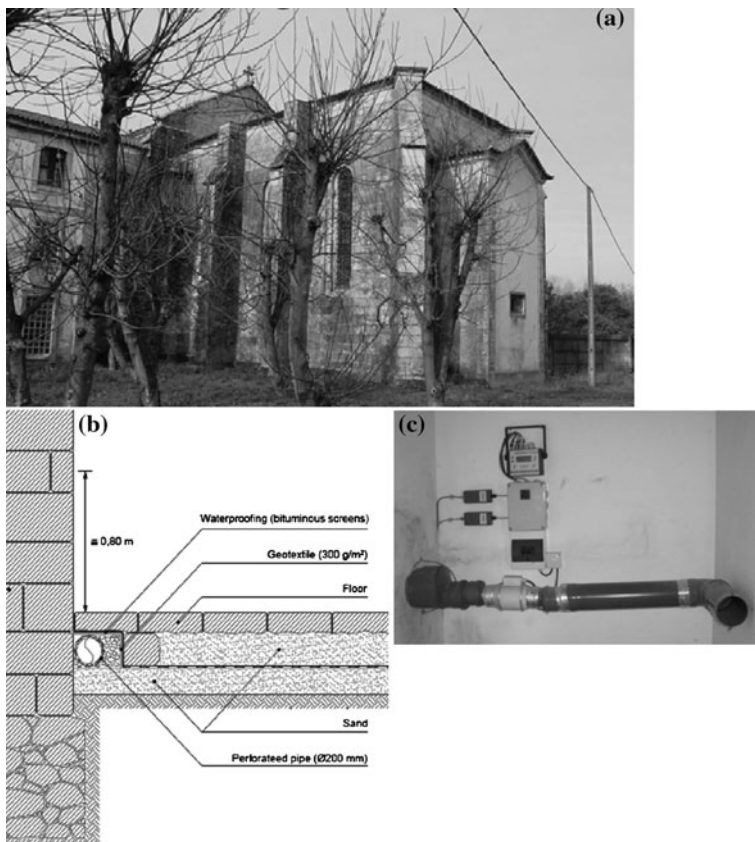 (a)
(b)
≅ 0,80 m
Waterproofing (bituminous screens)
Geotextile (300 g/m²)
Floor
Sand
Perforateed pipe (Ø200 mm)
(c)